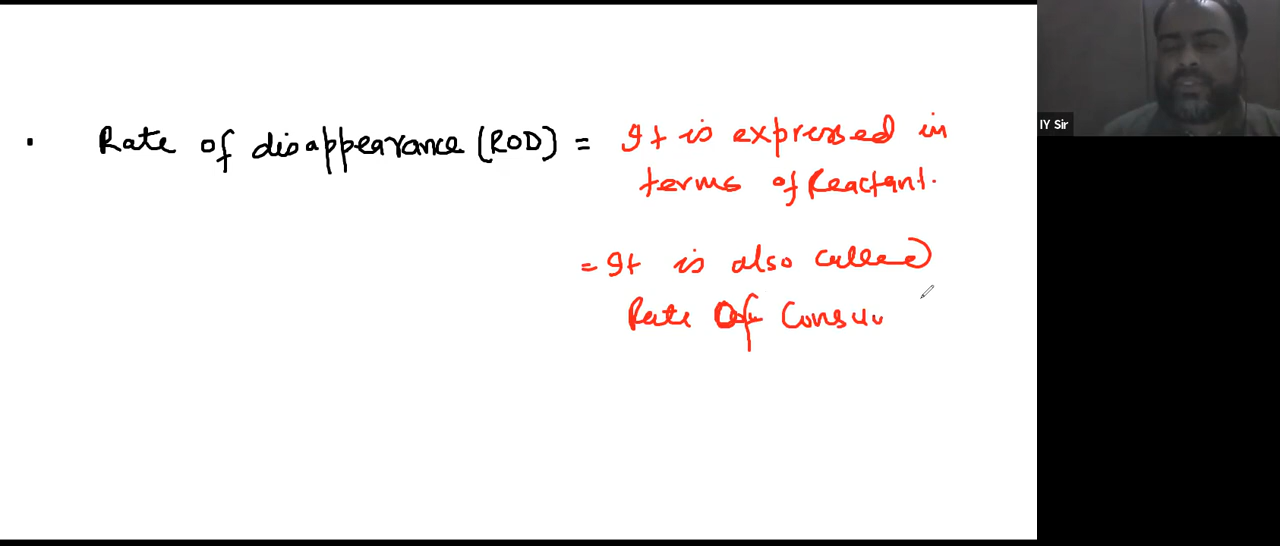 . Rate of disappearance (ROD) = It is expressed in
terms of Reactant.
= It is also called
Rate Of Consu
IY Sir